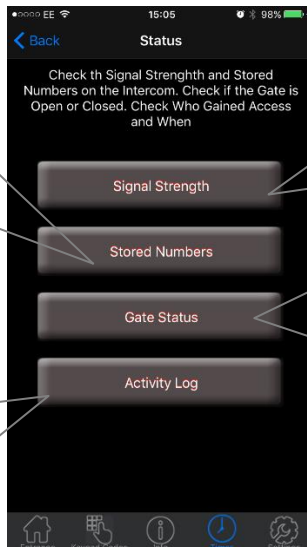 EE 15:05 98%
Back Status
Check th Signal Strenghth and Stored
Numbers on the Intercom. Check if the Gate is
Open or Closed. Check Who Gained Access
and When
Signal Strength
Stored Numbers
Gate Status
Activity Log